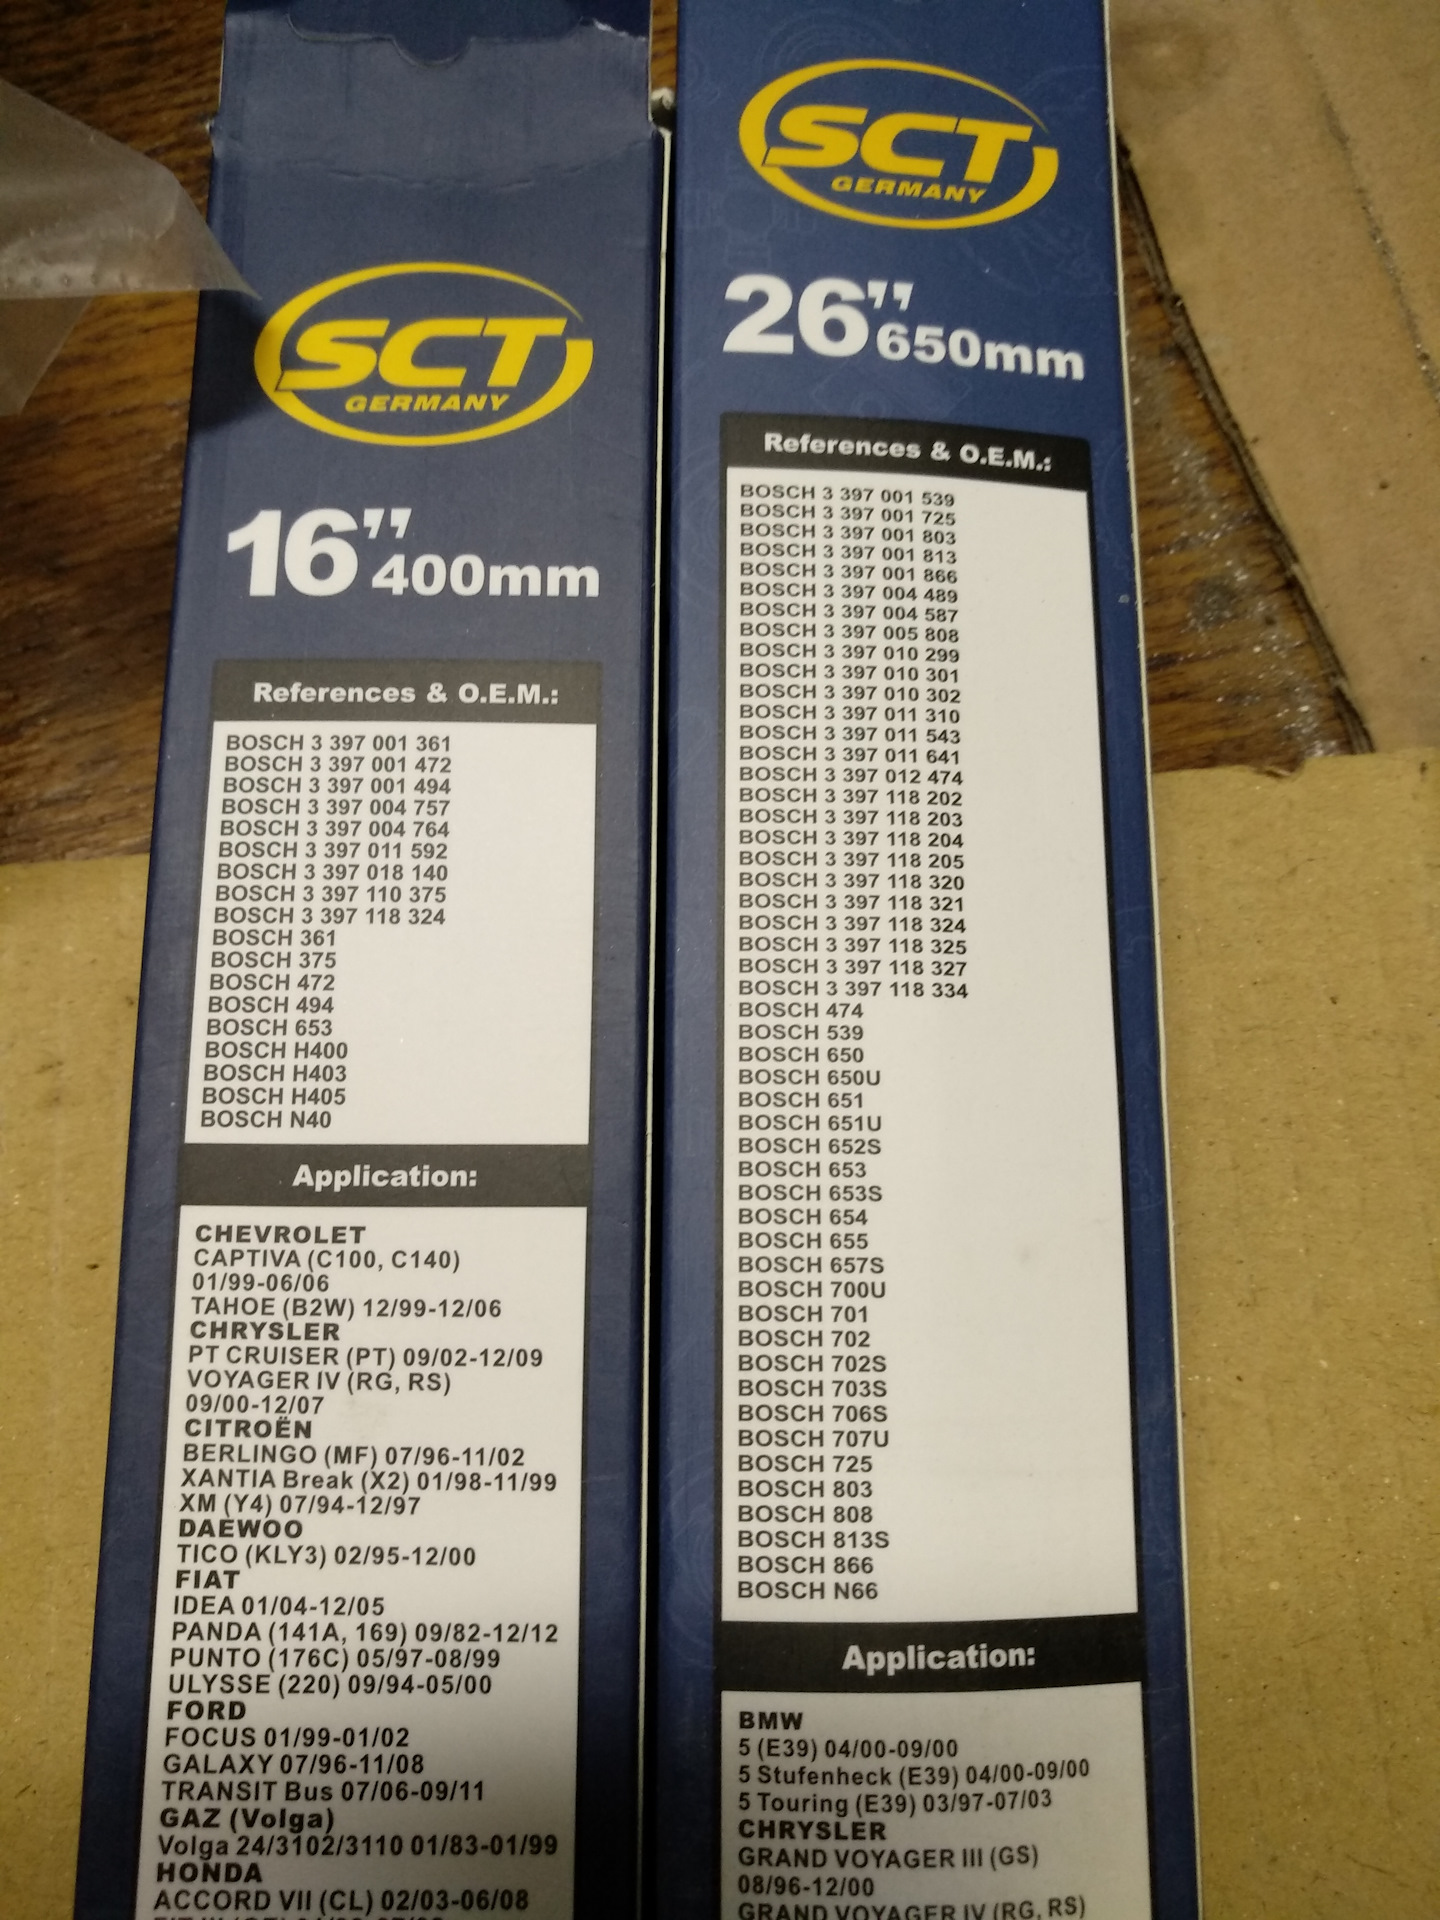 SCT
GERMANY
16” 400mm
References & O.E.M.:
BOSCH 3 397 001 361
BOSCH 3 397 001 472
BOSCH 3 397 001 494
BOSCH 3 397 004 757
BOSCH 3 397 004 764
BOSCH 3 397 011 592
BOSCH 3 397 018 140
BOSCH 3 397 110 375
BOSCH 3 397 118 324
BOSCH 361
BOSCH 375
BOSCH 472
BOSCH 494
BOSCH 653
BOSCH H400
BOSCH H403
BOSCH H405
BOSCH N40
Application:
CHEVROLET
CAPTIVA (C100, C140)
01/99-06/06
TAHOE (B2W) 12/99-12/06
CHRYSLER
PT CRUISER (PT) 09/02-12/09
VOYAGER IV (RG, RS)
09/00-12/07
CITROËN
BERLINGO (MF) 07/96-11/02
XANTIA Break (X2) 01/98-11/99
XM (Y4) 07/94-12/97
DAEWOO
TICO (KLY3) 02/95-12/00
FIAT
IDEA 01/04-12/05
PANDA (141A, 169) 09/82-12/12
PUNTO (176C) 05/97-08/99
ULYSSE (220) 09/94-05/00
FORD
FOCUS 01/99-01/02
GALAXY 07/96-11/08
TRANSIT Bus 07/06-09/11
GAZ (Volga)
Volga 24/3102/3110 01/83-01/99
HONDA
ACCORD VII (CL) 02/03-06/08
SCT
GERMANY
26” 650mm
References & O.E.M.:
BOSCH 3 397 001 539
BOSCH 3 397 001 725
BOSCH 3 397 001 803
BOSCH 3 397 001 813
BOSCH 3 397 001 866
BOSCH 3 397 004 489
BOSCH 3 397 004 587
BOSCH 3 397 005 808
BOSCH 3 397 010 299
BOSCH 3 397 010 301
BOSCH 3 397 010 302
BOSCH 3 397 011 310
BOSCH 3 397 011 543
BOSCH 3 397 011 641
BOSCH 3 397 012 474
BOSCH 3 397 118 202
BOSCH 3 397 118 203
BOSCH 3 397 118 204
BOSCH 3 397 118 205
BOSCH 3 397 118 320
BOSCH 3 397 118 321
BOSCH 3 397 118 324
BOSCH 3 397 118 325
BOSCH 3 397 118 327
BOSCH 3 397 118 334
BOSCH 474
BOSCH 539
BOSCH 650
BOSCH 650U
BOSCH 651
BOSCH 651U
BOSCH 652S
BOSCH 653
BOSCH 653S
BOSCH 654
BOSCH 655
BOSCH 657S
BOSCH 700U
BOSCH 701
BOSCH 702
BOSCH 702S
BOSCH 703S
BOSCH 706S
BOSCH 707U
BOSCH 725
BOSCH 803
BOSCH 808
BOSCH 813S
BOSCH 866
BOSCH N66
Application:
BMW
5 (E39) 04/00-09/00
5 Stufenheck (E39) 04/00-09/00
5 Touring (E39) 03/97-07/03
CHRYSLER
GRAND VOYAGER III (GS)
08/96-12/00
GRAND VOYAGER IV (RG, RS)